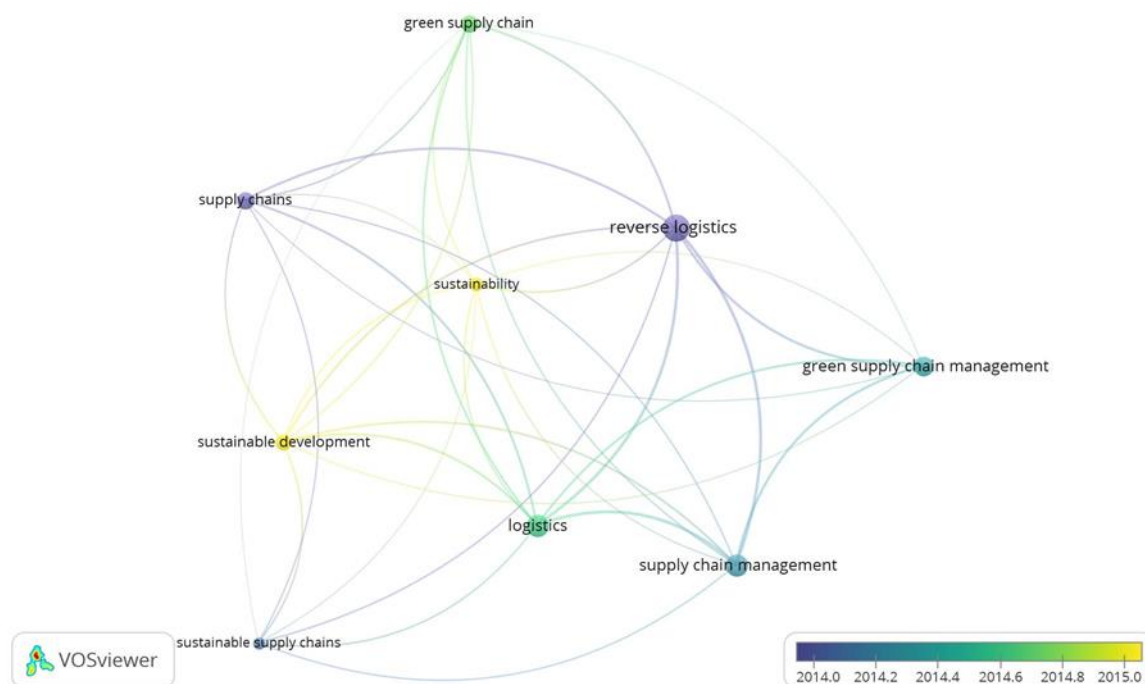 green supply chain
supply chains
reverse logistics
sustainability
green supply chain management
sustainable development
logistics
supply chain management
sustainable supply chains
VOSviewer
2014.0 2014.2 2014.4 2014.6 2014.8 2015.0